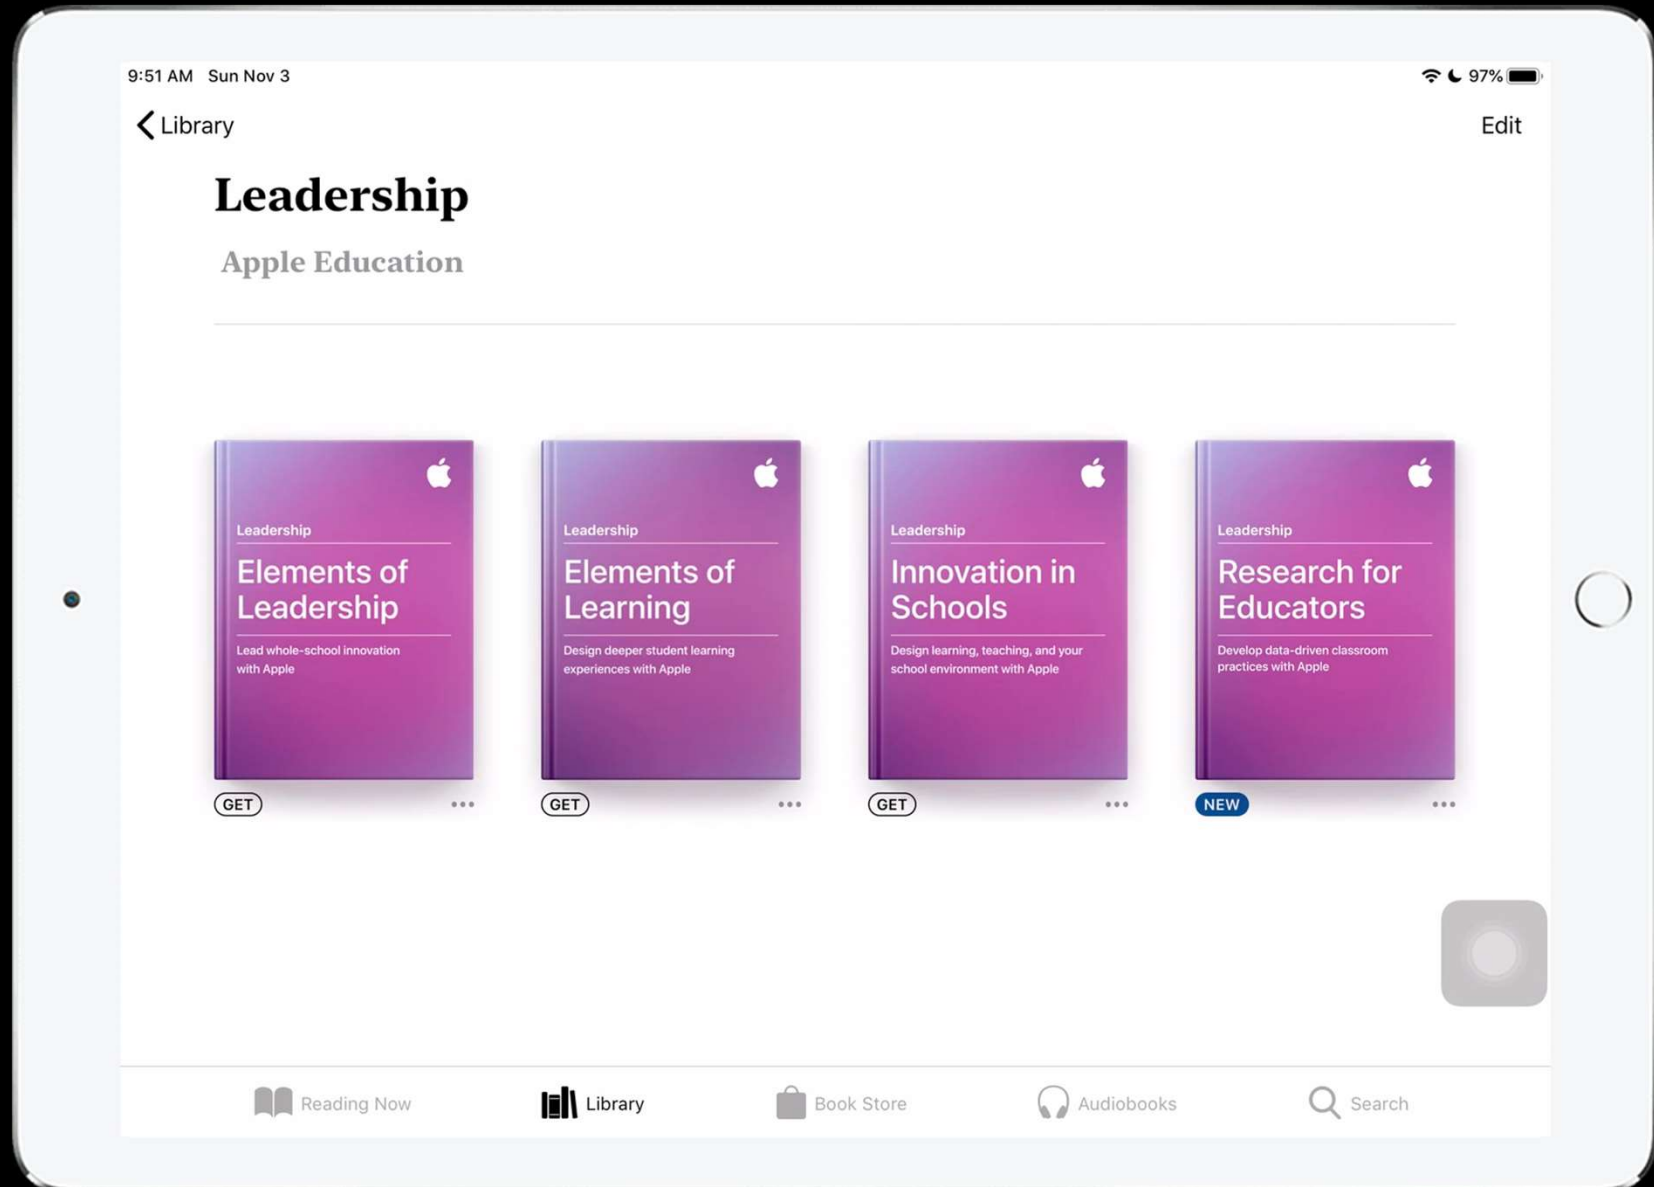 9:51 AM Sun Nov 3
97%
Library
Edit
Leadership
Apple Education
Leadership
Elements of
Leadership
Lead whole-school innovation
with Apple
GET
Leadership
Elements of
Learning
Design deeper student learning
experiences with Apple
GET
Leadership
Innovation in
Schools
Design learning, teaching, and your
school environment with Apple
GET
Leadership
Research for
Educators
Develop data-driven classroom
practices with Apple
NEW
Reading Now
Library
Book Store
Audiobooks
Search